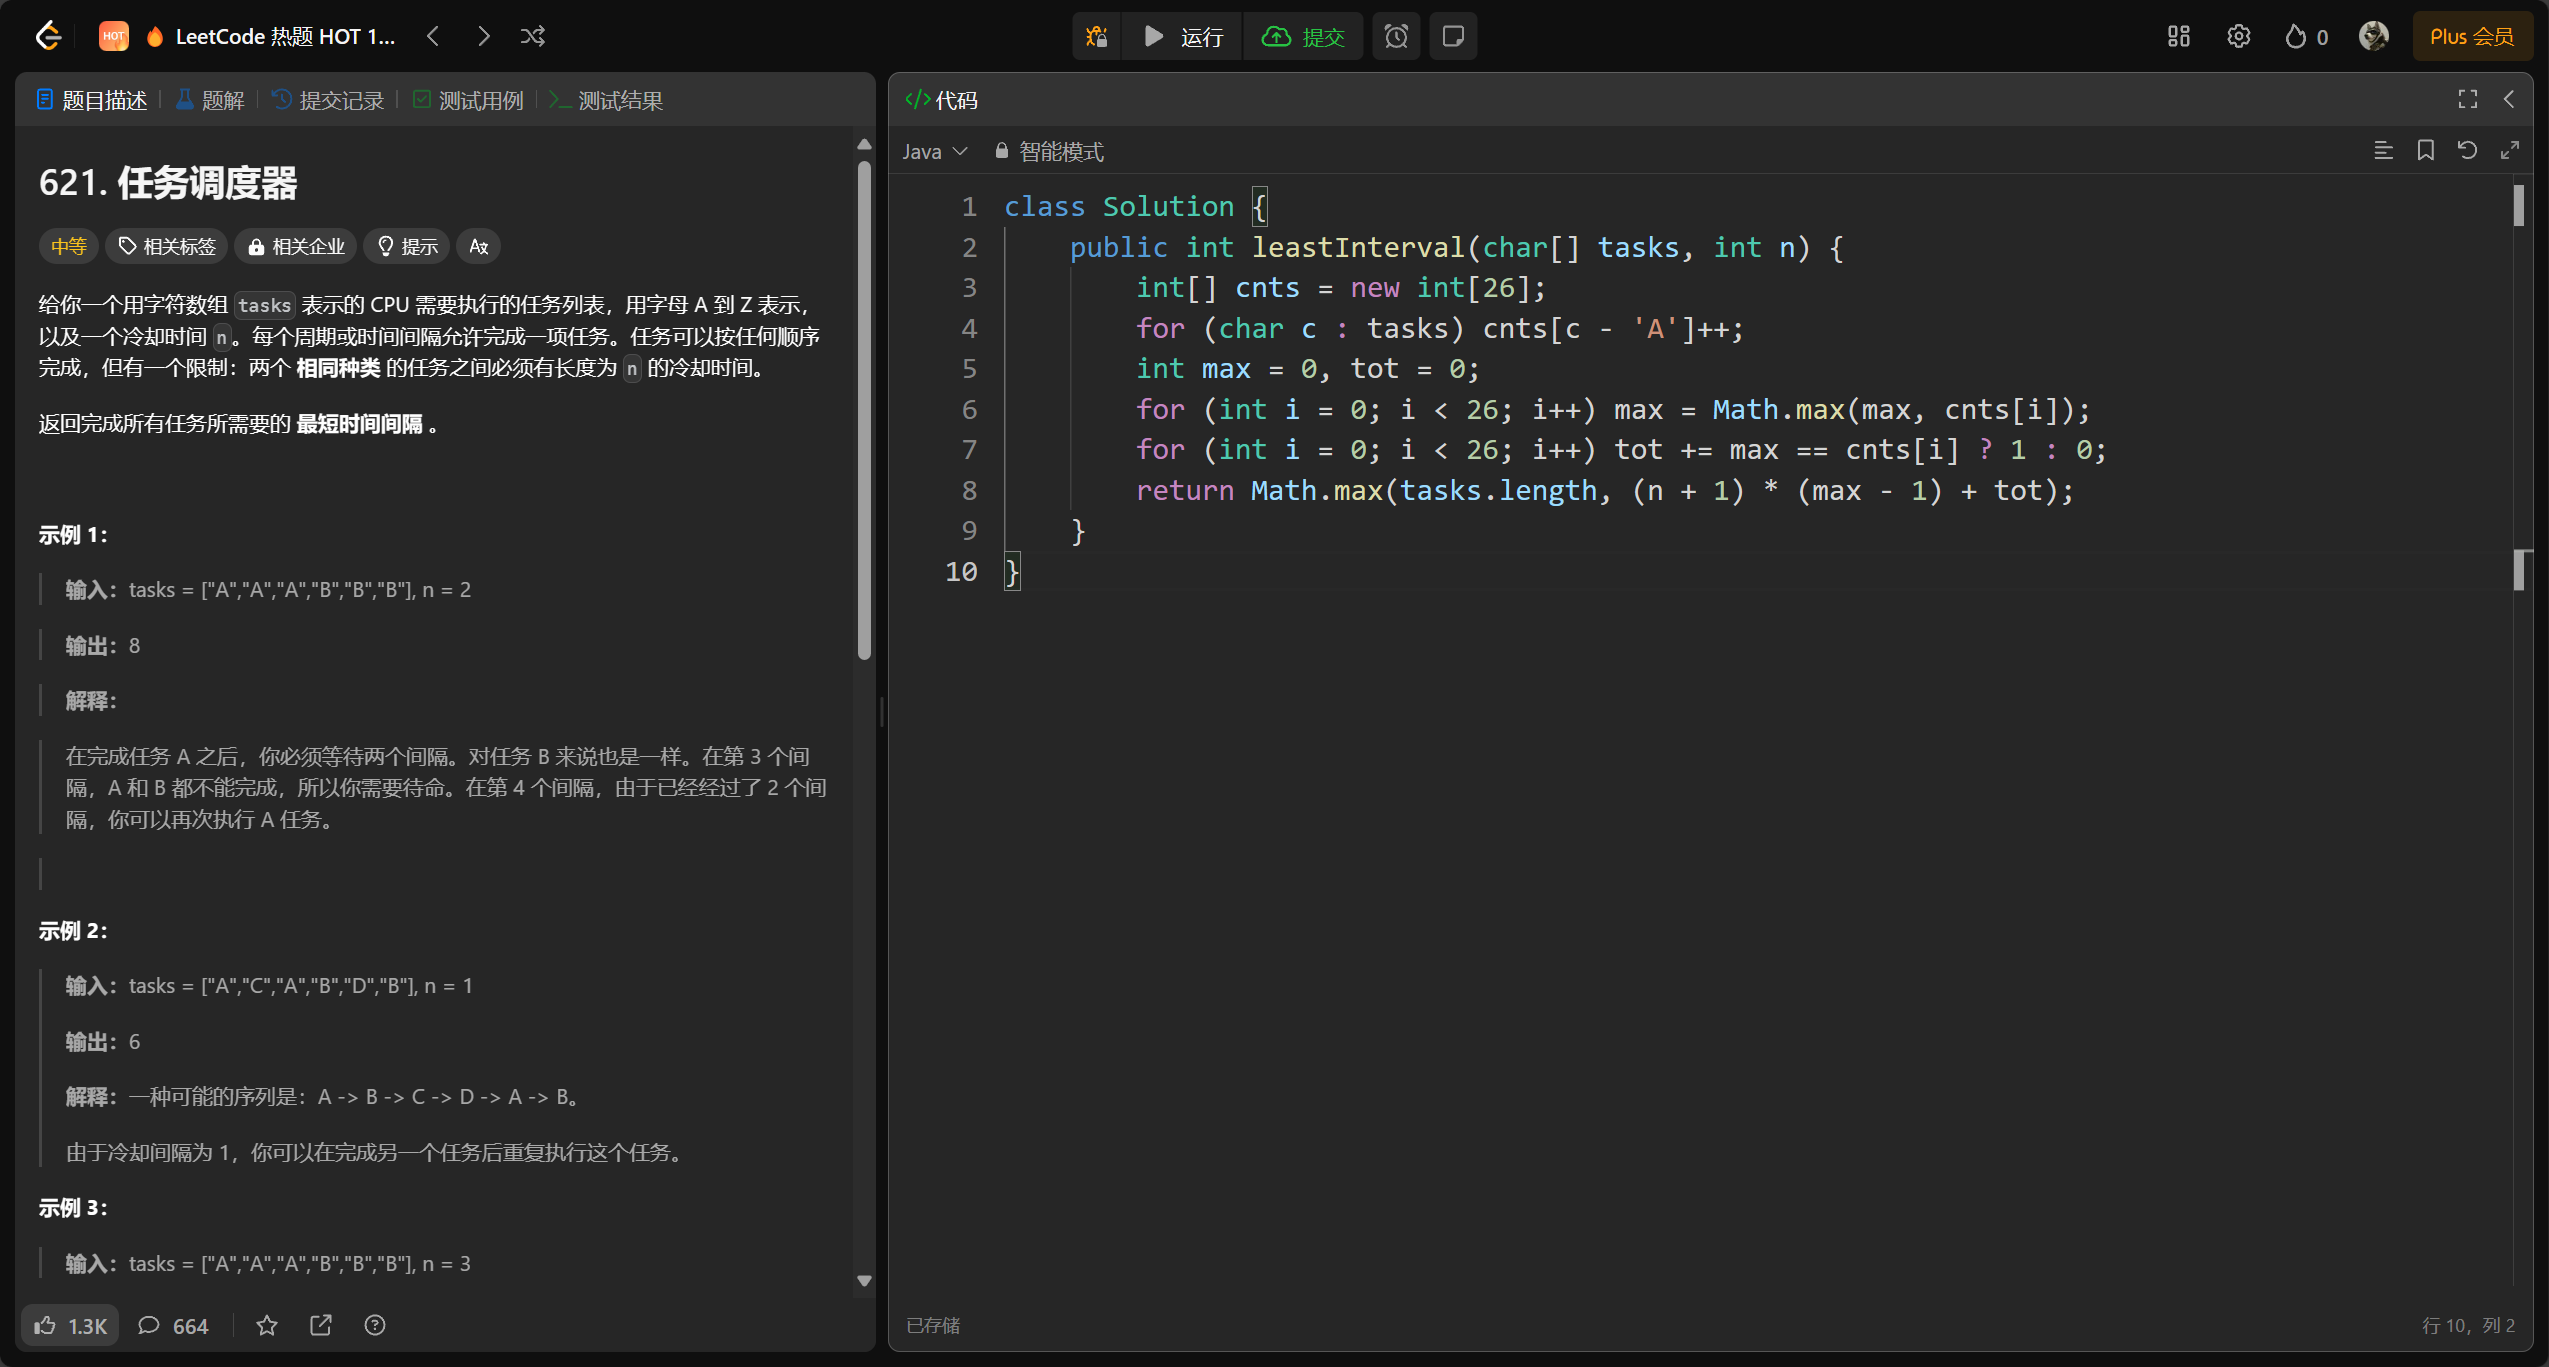 HOT
LeetCode 热题 HOT 1...
运行
提交
0
Plus 会员
题目描述
题解
提交记录
测试用例
测试结果
621. 任务调度器
中等
相关标签
相关企业
提示
给你一个用字符数组 tasks 表示的 CPU 需要执行的任务列表，用字母 A 到 Z 表示，
以及一个冷却时间 n。每个周期或时间间隔允许完成一项任务。任务可以按任何顺序
完成，但有一个限制：两个 相同种类 的任务之间必须有长度为 n 的冷却时间。
返回完成所有任务所需要的 最短时间间隔 。
示例 1：
输入：tasks = ["A","A","A","B","B","B"], n = 2
输出：8
解释：
在完成任务 A 之后，你必须等待两个间隔。对任务 B 来说也是一样。在第 3 个间
隔，A 和 B 都不能完成，所以你需要待命。在第 4 个间隔，由于已经经过了 2 个间
隔，你可以再次执行 A 任务。
示例 2：
输入：tasks = ["A","C","A","B","D","B"], n = 1
输出：6
解释：一种可能的序列是：A -> B -> C -> D -> A -> B。
由于冷却间隔为 1，你可以在完成另一个任务后重复执行这个任务。
示例 3：
输入：tasks = ["A","A","A","B","B","B"], n = 3
1.3K
664
</> 代码
Java
智能模式
1 class Solution {
2     public int leastInterval(char[] tasks, int n) {
3         int[] cnts = new int[26];
4         for (char c : tasks) cnts[c - 'A']++;
5         int max = 0, tot = 0;
6         for (int i = 0; i < 26; i++) max = Math.max(max, cnts[i]);
7         for (int i = 0; i < 26; i++) tot += max == cnts[i] ? 1 : 0;
8         return Math.max(tasks.length, (n + 1) * (max - 1) + tot);
9     }
10 }
已存储
行 10，列 2